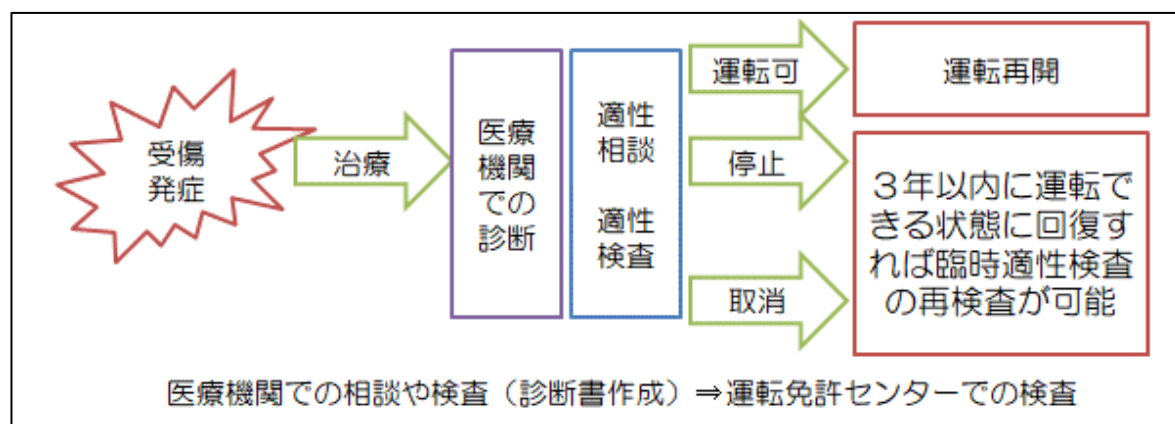 受傷
発症
治療
医療
機関
での
診断
適性
相談
適性
検査
運転可
停止
取消
運転再開
３年以内に運転で
きる状態に回復す
れば臨時適性検査
の再検査が可能
医療機関での相談や検査（診断書作成）⇒運転免許センターでの検査